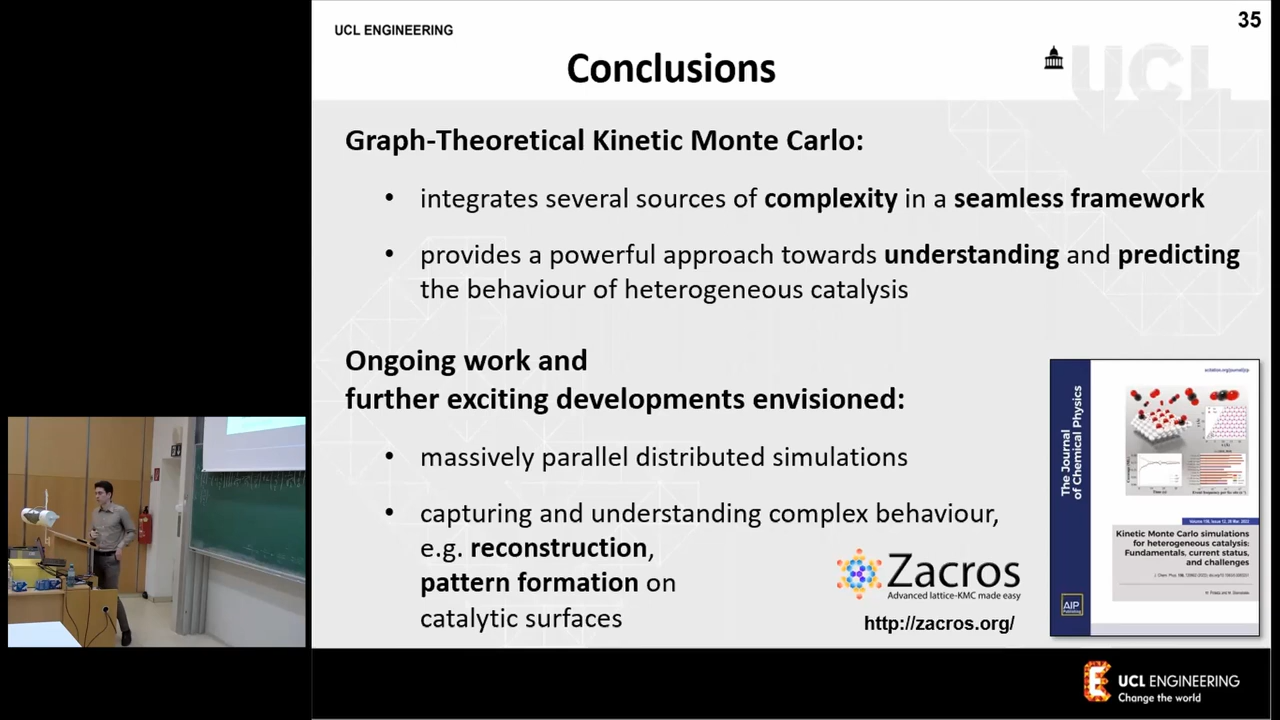 35
UCL ENGINEERING
Conclusions
UCL
Graph-Theoretical Kinetic Monte Carlo:
• integrates several sources of complexity in a seamless framework
• provides a powerful approach towards understanding and predicting
the behaviour of heterogeneous catalysis
Ongoing work and
further exciting developments envisioned:
• massively parallel distributed simulations
• capturing and understanding complex behaviour,
e.g. reconstruction,
pattern formation on
catalytic surfaces
Zacros
Advanced lattice-KMC made easy
http://zacros.org/
The Journal
of Chemical Physics
Kinetic Monte Carlo simulations
for heterogeneous catalysis:
Fundamentals, current status,
and challenges
AIP
Publishing
UCL ENGINEERING
Change the world